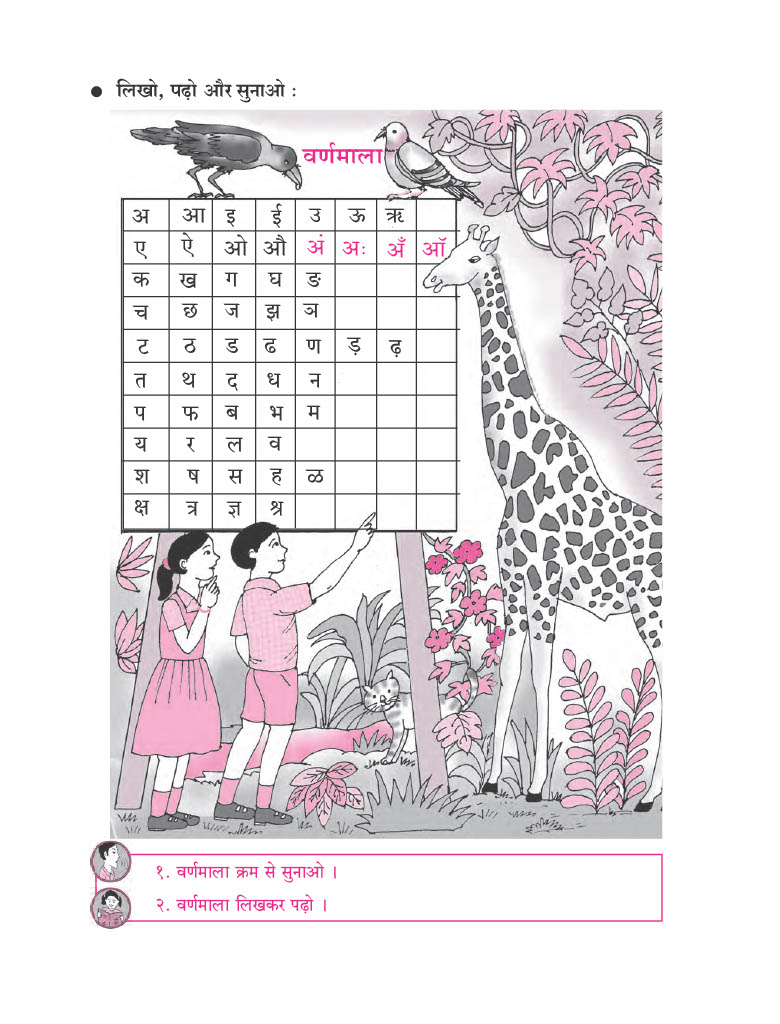 ● लिखो, पढ़ो और सुनाओ :
वर्णमाला
अ आ इ ई उ ऊ ऋ
ए ऐ ओ औ अं अः अँ ऑ
क ख ग घ ङ
च छ ज झ ञ
ट ठ ड ढ ण ड़ ढ़
त थ द ध न
प फ ब भ म
य र ल व
श ष स ह ळ
क्ष त्र ज्ञ श्र
१. वर्णमाला क्रम से सुनाओ ।
२. वर्णमाला लिखकर पढ़ो ।